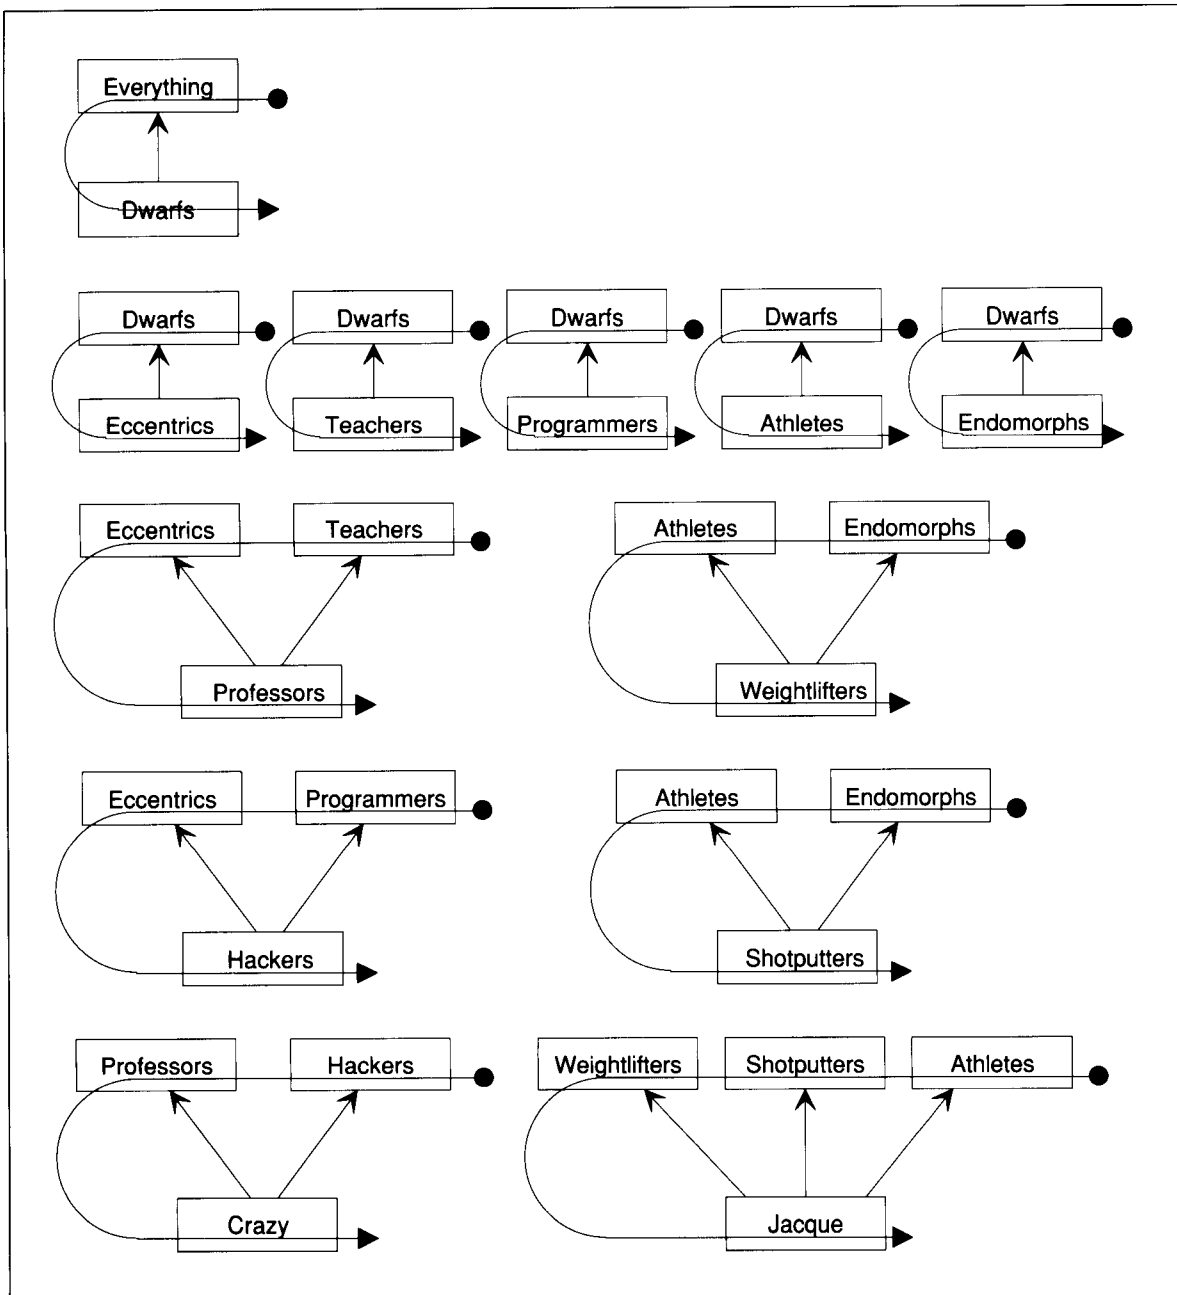 Everything
Dwarfs
Dwarfs Dwarfs Dwarfs Dwarfs Dwarfs
Eccentrics Teachers Programmers Athletes Endomorphs
Eccentrics Teachers Athletes Endomorphs
Professors Weightlifters
Eccentrics Programmers Athletes Endomorphs
Hackers Shotputters
Professors Hackers Weightlifters Shotputters Athletes
Crazy Jacque